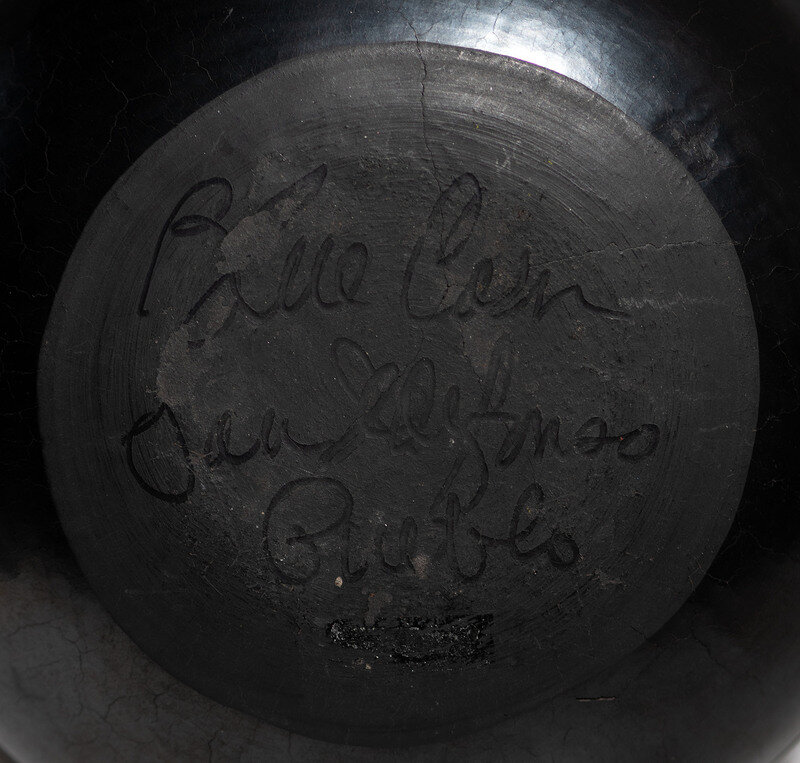 Blue Corn
San Ildefonso
Pueblo